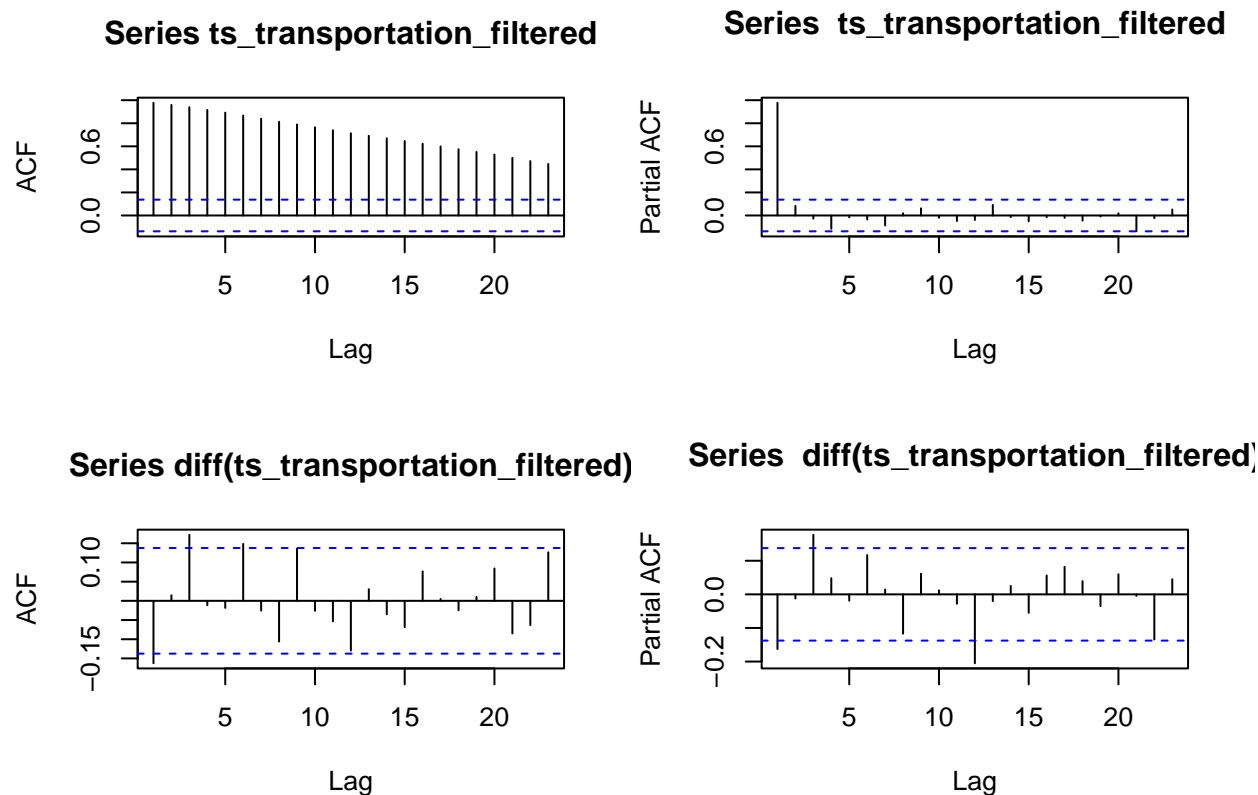 Series ts_transportation_filtered
ACF
0.0 0.6
5 10 15 20
Lag
Series ts_transportation_filtered
Partial ACF
0.0 0.6
5 10 15 20
Lag
Series diff(ts_transportation_filtered)
ACF
−0.15 0.10
5 10 15 20
Lag
Series diff(ts_transportation_filtered)
Partial ACF
−0.2 0.0
5 10 15 20
Lag